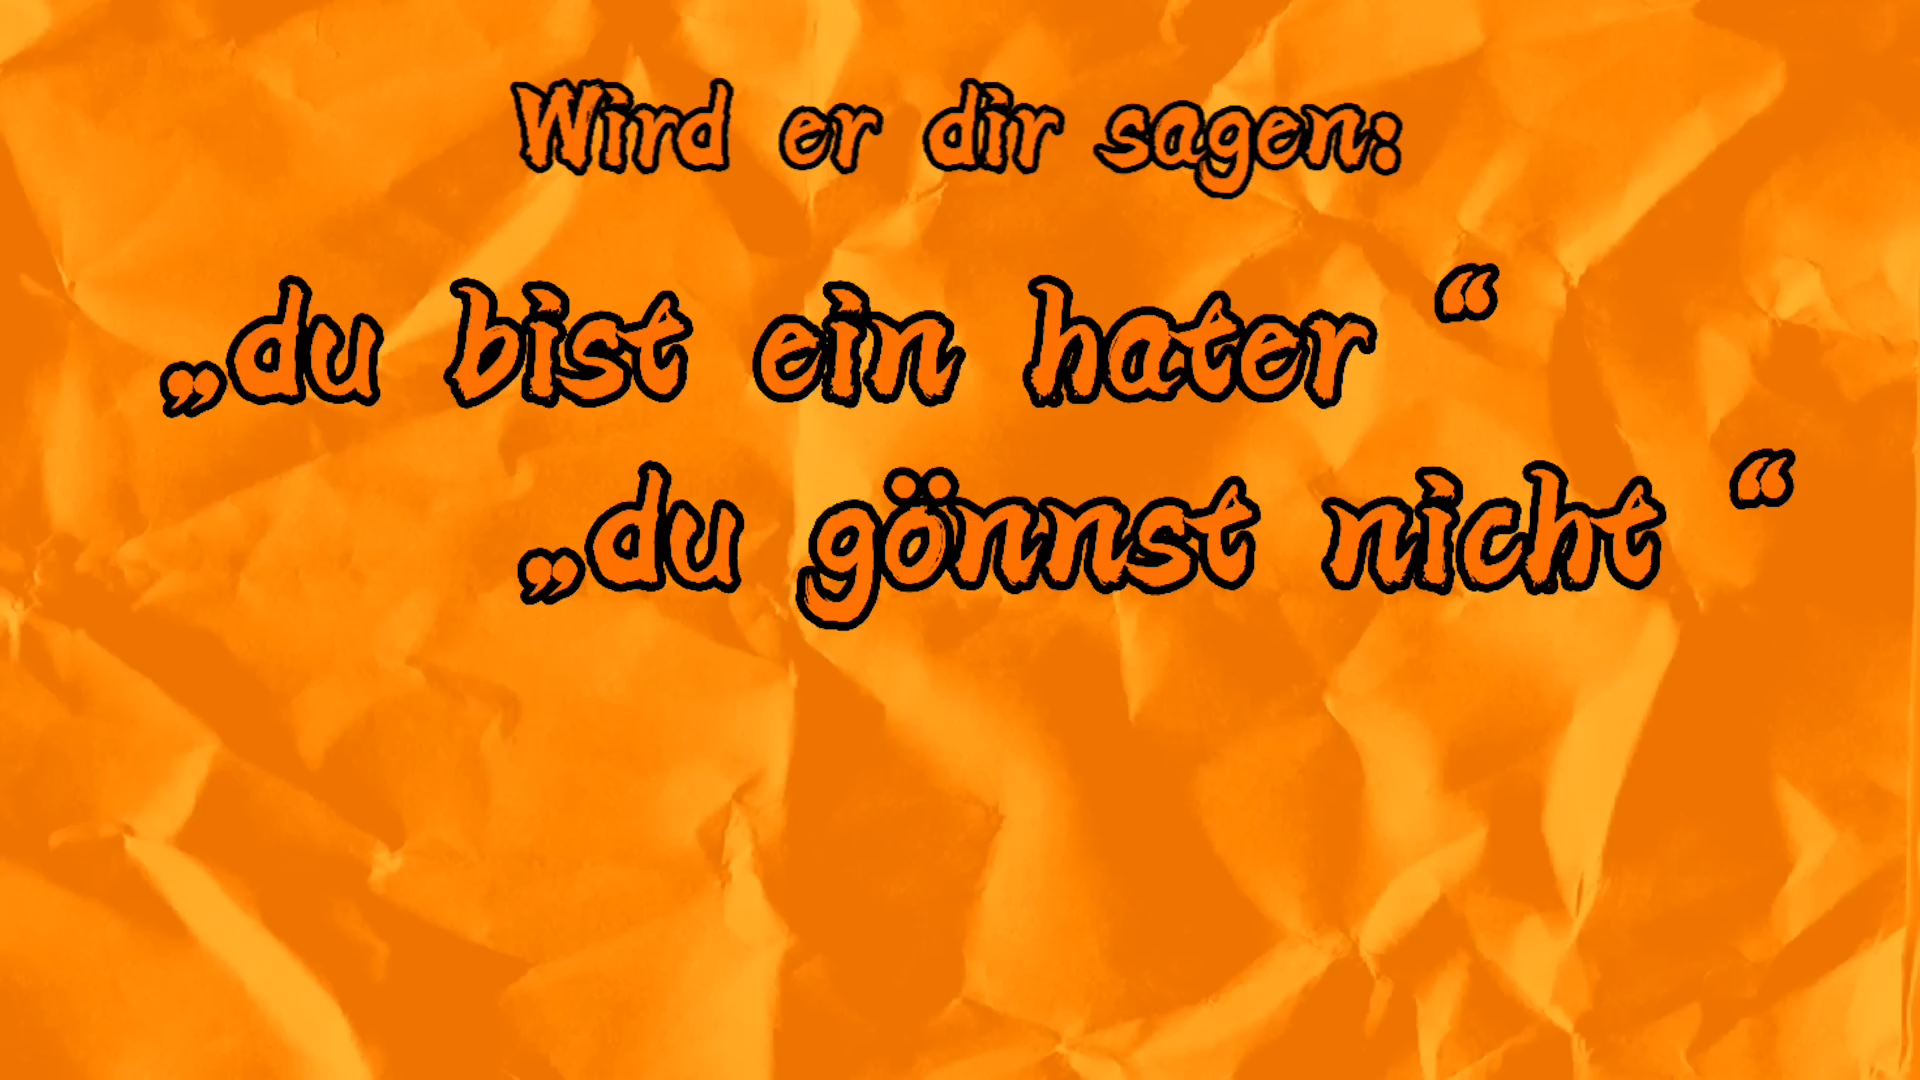 Wird er dir sagen:
„du bist ein hater “
„du gönnst nicht “